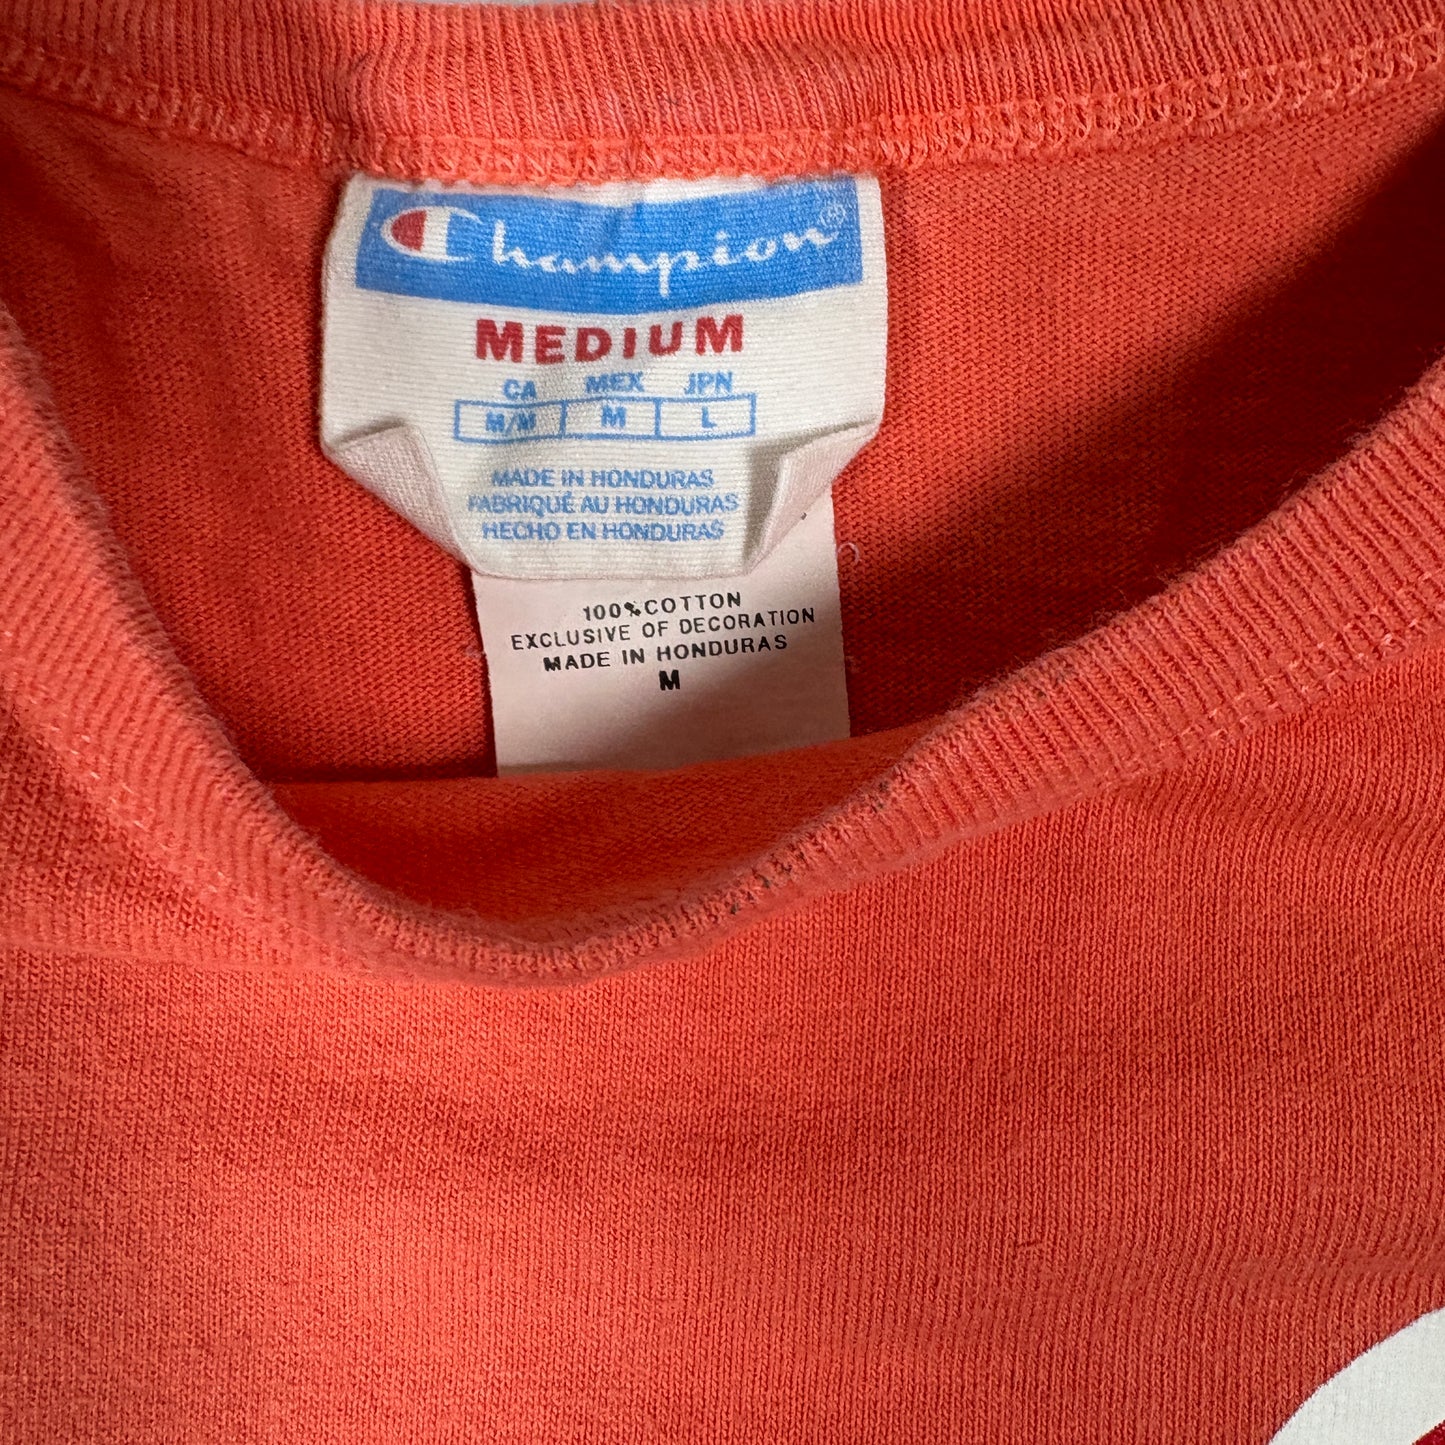 Champion®
MEDIUM
CA MEX JPN
M/M M L
MADE IN HONDURAS
FABRIQUÉ AU HONDURAS
HECHO EN HONDURAS
100%COTTON
EXCLUSIVE OF DECORATION
MADE IN HONDURAS
M